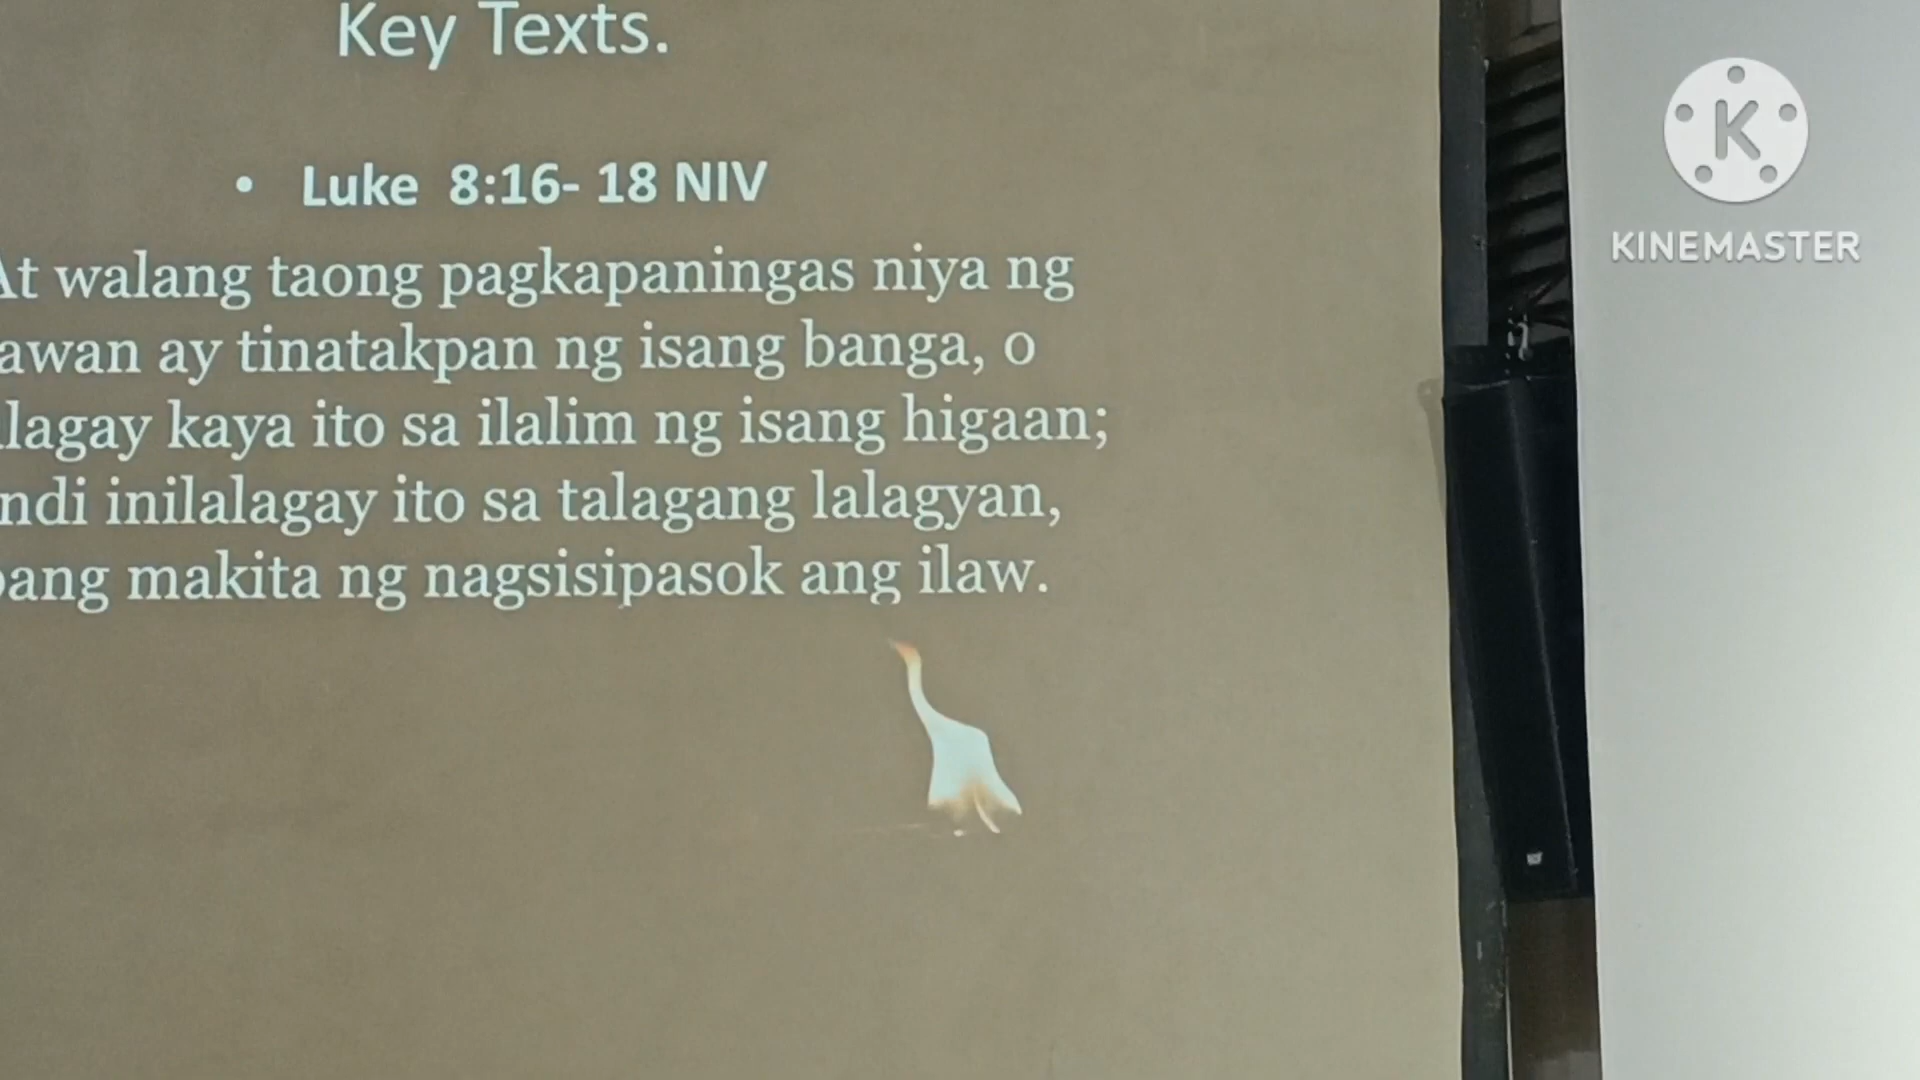 Key Texts.
• Luke 8:16- 18 NIV
At walang taong pagkapaningas niya ng
awan ay tinatakpan ng isang banga, o
lagay kaya ito sa ilalim ng isang higaan;
ndi inilalagay ito sa talagang lalagyan,
pang makita ng nagsisipasok ang ilaw.
K
KINEMASTER